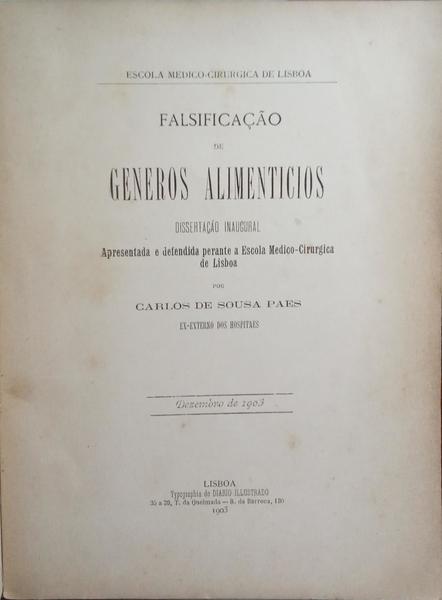 ESCOLA MEDICO-CIRURGICA DE LISBOA
FALSIFICAÇÃO
DE
GENEROS ALIMENTICIOS
DISSERTAÇÃO INAUGURAL
Apresentada e defendida perante a Escola Medico-Cirurgica
de Lisboa
POR
CARLOS DE SOUSA PAES
EX-EXTERNO DOS HOSPITAES
Dezembro de 1903
LISBOA
Typographia do DIARIO ILLUSTRADO
35 a 39, T. da Queimada — R. da Barroca, 130
1903